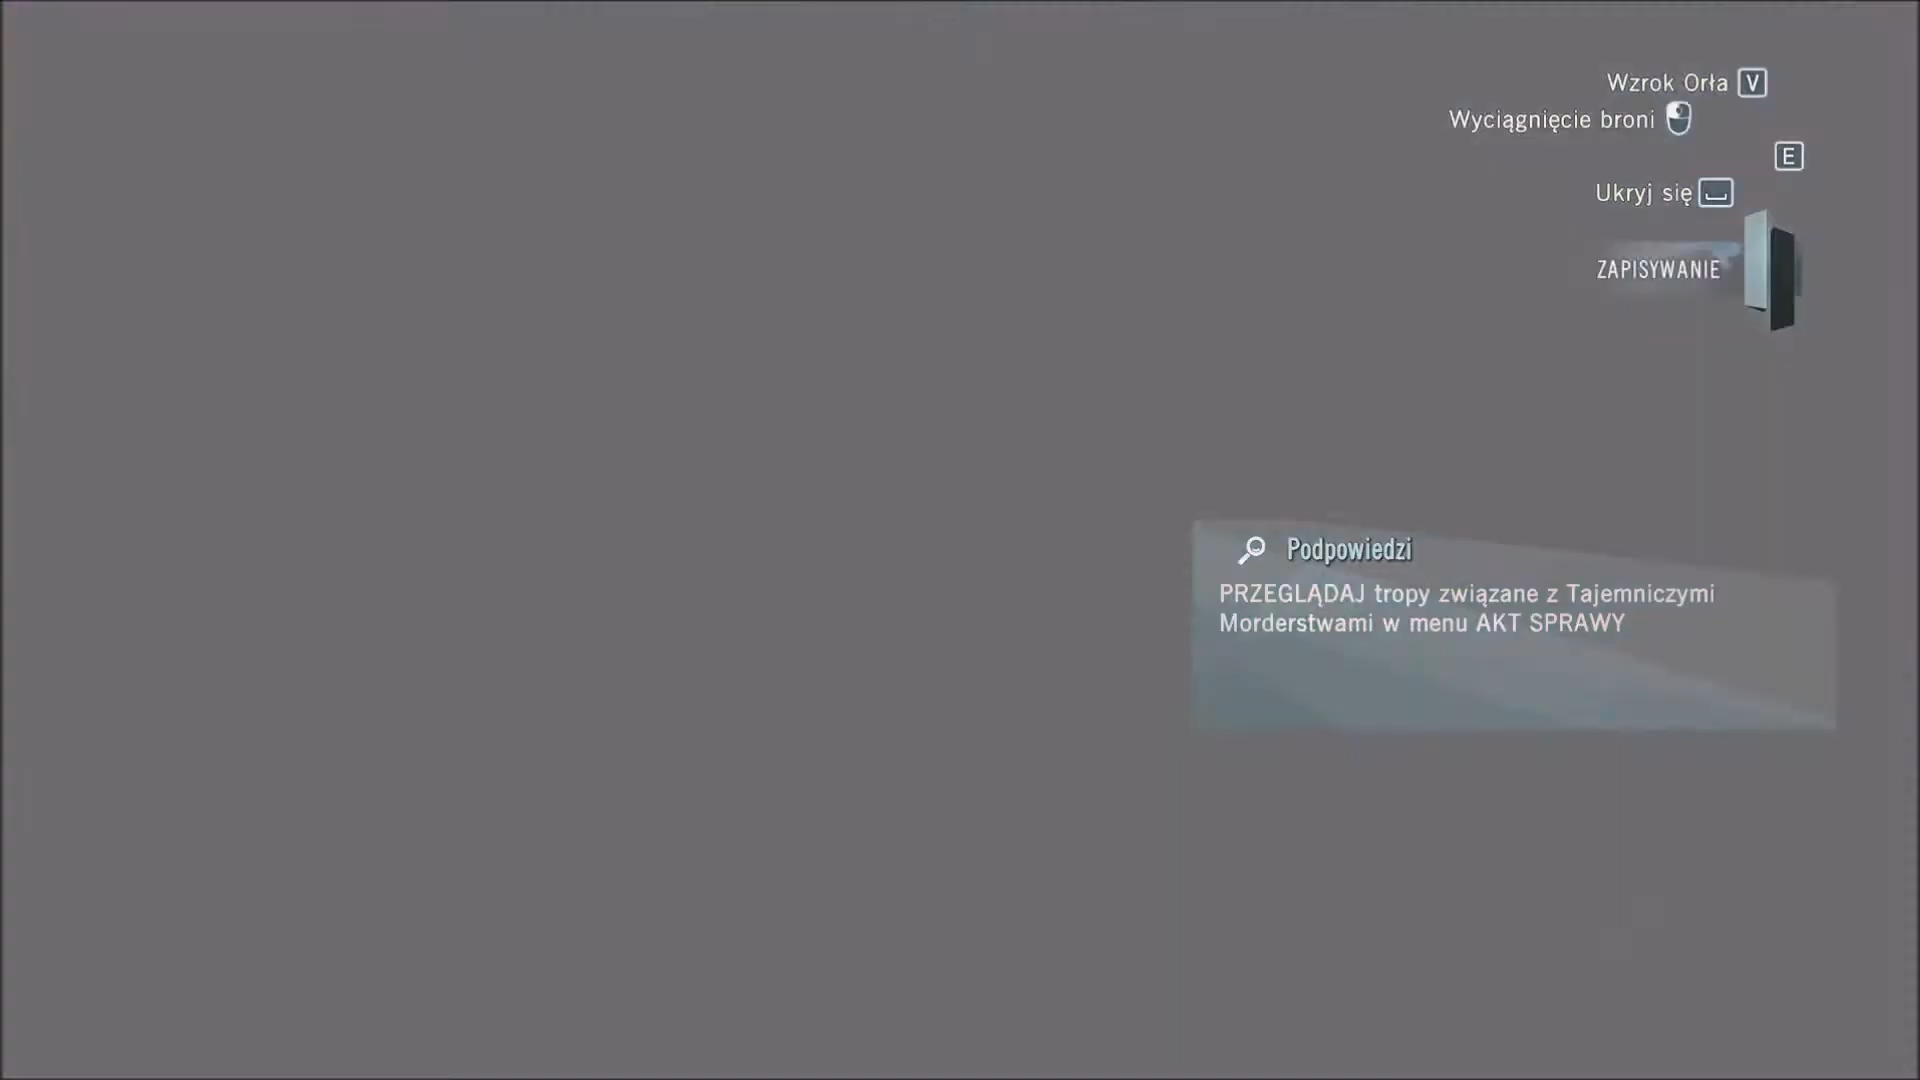 Wzrok Orła V
Wyciągnięcie broni
E
Ukryj się
ZAPISYWANIE
Podpowiedzi
PRZEGLĄDAJ tropy związane z Tajemniczymi
Morderstwami w menu AKT SPRAWY